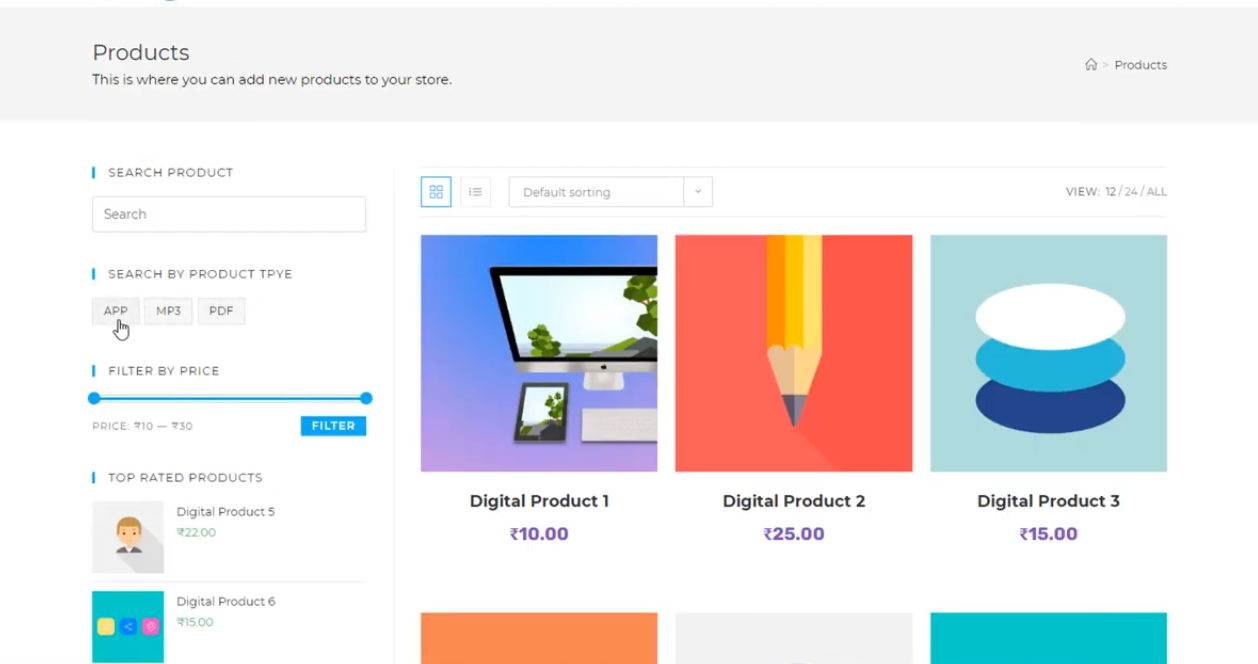 Products
This is where you can add new products to your store.
> Products
SEARCH PRODUCT
Search
SEARCH BY PRODUCT TPYE
APP MP3 PDF
FILTER BY PRICE
PRICE: ₹10 — ₹30
FILTER
TOP RATED PRODUCTS
Digital Product 5
₹22.00
Digital Product 6
₹15.00
Default sorting
VIEW: 12 / 24 / ALL
Digital Product 1
₹10.00
Digital Product 2
₹25.00
Digital Product 3
₹15.00